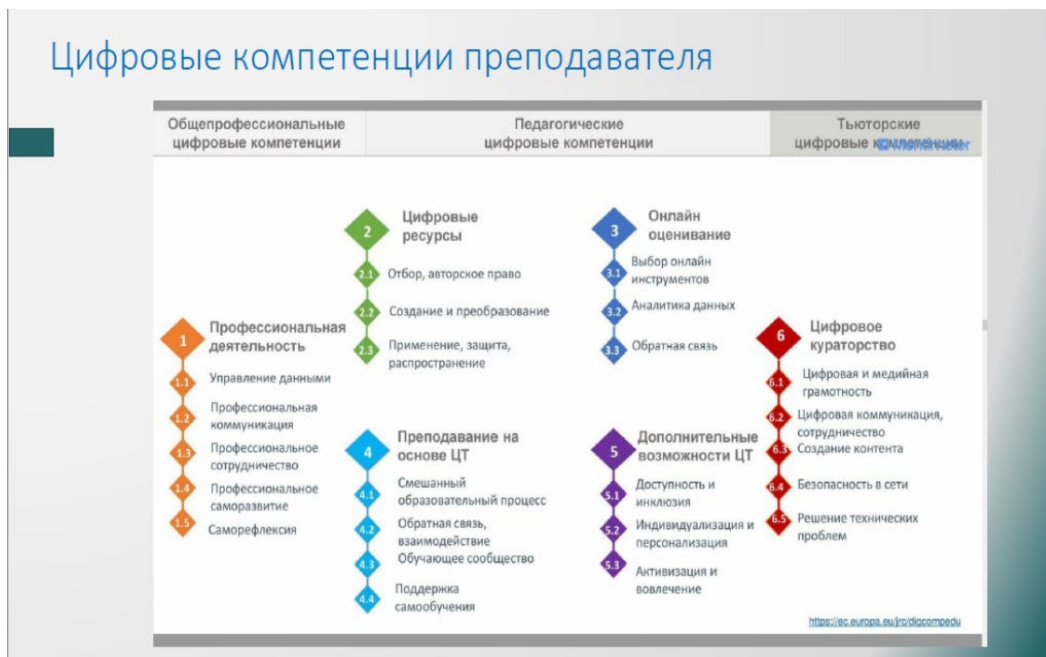 Цифровые компетенции преподавателя
Общепрофессиональные
цифровые компетенции
Педагогические
цифровые компетенции
Тьюторские
цифровые компетенции
1
Профессиональная
деятельность
1.1
Управление данными
1.2
Профессиональная
коммуникация
1.3
Профессиональное
сотрудничество
1.4
Профессиональное
саморазвитие
1.5
Саморефлексия
2
Цифровые
ресурсы
2.1
Отбор, авторское право
2.2
Создание и преобразование
2.3
Применение, защита,
распространение
3
Онлайн
оценивание
3.1
Выбор онлайн
инструментов
3.2
Аналитика данных
3.3
Обратная связь
4
Преподавание на
основе ЦТ
4.1
Смешанный
образовательный процесс
4.2
Обратная связь,
взаимодействие
4.3
Обучающее сообщество
4.4
Поддержка
самообучения
5
Дополнительные
возможности ЦТ
5.1
Доступность и
инклюзия
5.2
Индивидуализация и
персонализация
5.3
Активизация и
вовлечение
6
Цифровое
кураторство
6.1
Цифровая и медийная
грамотность
6.2
Цифровая коммуникация,
сотрудничество
6.3
Создание контента
6.4
Безопасность в сети
6.5
Решение технических
проблем
https://ec.europa.eu/jrc/digcompedu